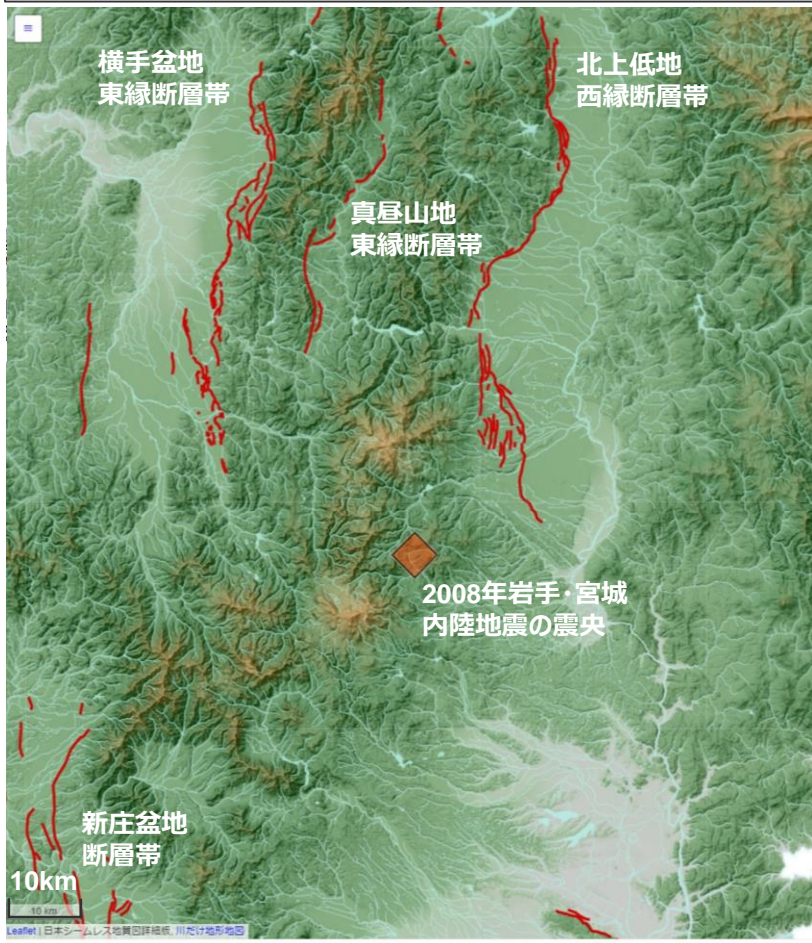 横手盆地
東縁断層帯
北上低地
西縁断層帯
真昼山地
東縁断層帯
2008年岩手・宮城
内陸地震の震央
新庄盆地
断層帯
10km
10 km
Leaflet | 日本シームレス地質図詳細版, 川だけ地形地図